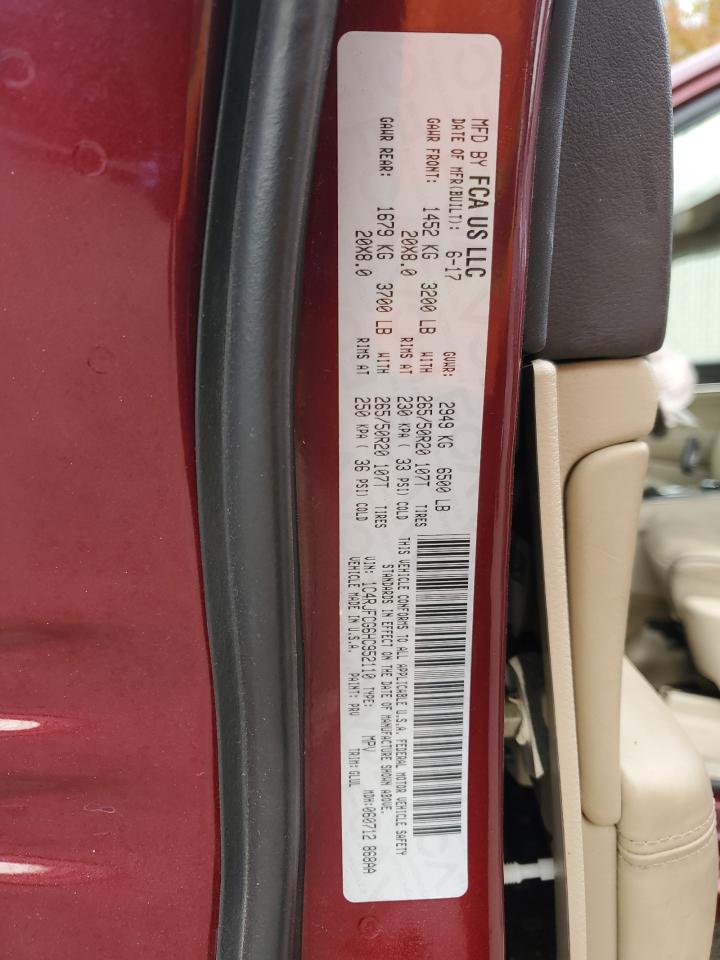 MFD BY FCA US LLC
DATE OF MFR(BUILT): 6-17 GVWR: 2949 KG 6500 LB
GAWR FRONT: 1452 KG 3200 LB WITH 265/50R20 107T TIRES
20X8.0 RIMS AT 230 KPA ( 33 PSI) COLD
GAWR REAR: 1679 KG 3700 LB WITH 265/50R20 107T TIRES
20X8.0 RIMS AT 250 KPA ( 36 PSI) COLD
THIS VEHICLE CONFORMS TO ALL APPLICABLE U.S.A. FEDERAL MOTOR VEHICLE SAFETY
STANDARDS IN EFFECT ON THE DATE OF MANUFACTURE SHOWN ABOVE.
VIN: 1C4RJFCG6HC952110 TYPE: MPV MDH:060712 868AA
VEHICLE MADE IN U.S.A. PAINT: PRV TRIM:GLUL